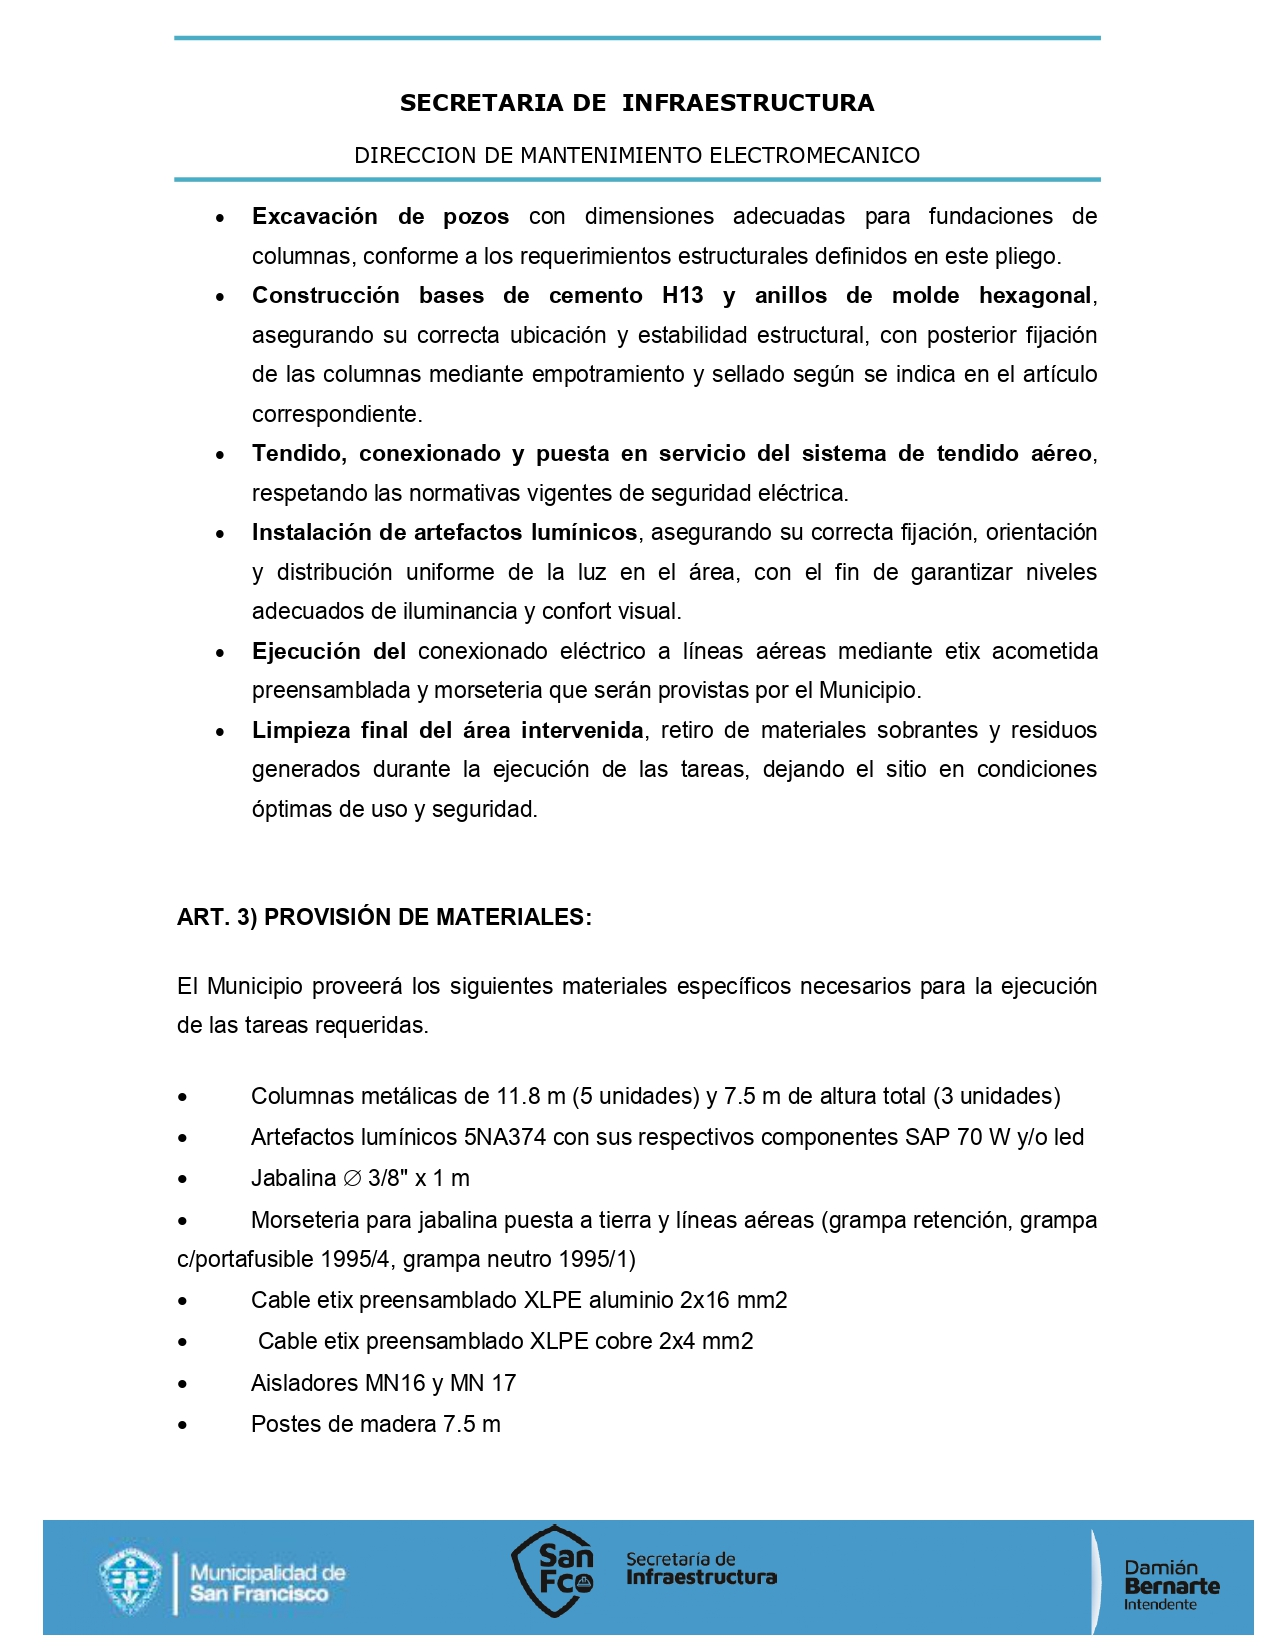 SECRETARIA DE  INFRAESTRUCTURA
DIRECCION DE MANTENIMIENTO ELECTROMECANICO
• Excavación de pozos con dimensiones adecuadas para fundaciones de
columnas, conforme a los requerimientos estructurales definidos en este pliego.
• Construcción bases de cemento H13 y anillos de molde hexagonal,
asegurando su correcta ubicación y estabilidad estructural, con posterior fijación
de las columnas mediante empotramiento y sellado según se indica en el artículo
correspondiente.
• Tendido, conexionado y puesta en servicio del sistema de tendido aéreo,
respetando las normativas vigentes de seguridad eléctrica.
• Instalación de artefactos lumínicos, asegurando su correcta fijación, orientación
y distribución uniforme de la luz en el área, con el fin de garantizar niveles
adecuados de iluminancia y confort visual.
• Ejecución del conexionado eléctrico a líneas aéreas mediante etix acometida
preensamblada y morseteria que serán provistas por el Municipio.
• Limpieza final del área intervenida, retiro de materiales sobrantes y residuos
generados durante la ejecución de las tareas, dejando el sitio en condiciones
óptimas de uso y seguridad.
ART. 3) PROVISIÓN DE MATERIALES:
El Municipio proveerá los siguientes materiales específicos necesarios para la ejecución
de las tareas requeridas.
• Columnas metálicas de 11.8 m (5 unidades) y 7.5 m de altura total (3 unidades)
• Artefactos lumínicos 5NA374 con sus respectivos componentes SAP 70 W y/o led
• Jabalina ∅ 3/8" x 1 m
• Morseteria para jabalina puesta a tierra y líneas aéreas (grampa retención, grampa
c/portafusible 1995/4, grampa neutro 1995/1)
• Cable etix preensamblado XLPE aluminio 2x16 mm2
• Cable etix preensamblado XLPE cobre 2x4 mm2
• Aisladores MN16 y MN 17
• Postes de madera 7.5 m
Municipalidad de
San Francisco
San
Fco
Secretaría de
Infraestructura
Damián
Bernarte
Intendente